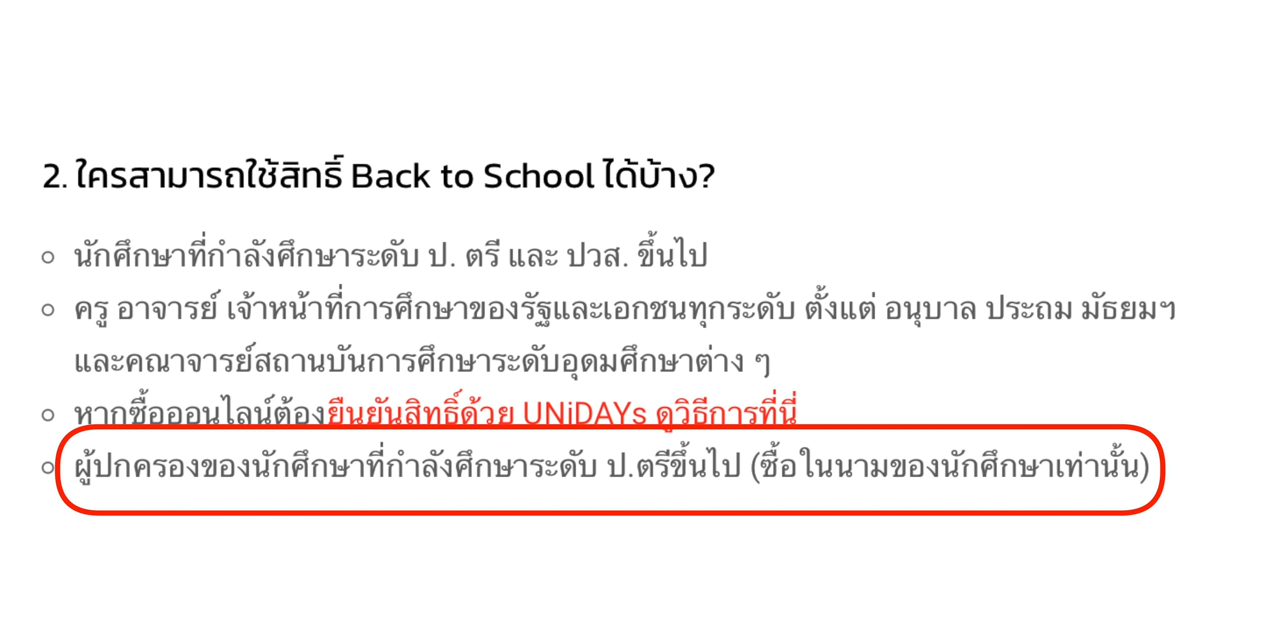 2. ใครสามารถใช้สิทธิ์ Back to School ได้บ้าง?
นักศึกษาที่กำลังศึกษาระดับ ป. ตรี และ ปวส. ขึ้นไป
ครู อาจารย์ เจ้าหน้าที่การศึกษาของรัฐและเอกชนทุกระดับ ตั้งแต่ อนุบาล ประถม มัธยมฯ
และคณาจารย์สถานบันการศึกษาระดับอุดมศึกษาต่าง ๆ
หากซื้อออนไลน์ต้องยืนยันสิทธิ์ด้วย UNiDAYs ดูวิธีการที่นี่
ผู้ปกครองของนักศึกษาที่กำลังศึกษาระดับ ป.ตรีขึ้นไป (ซื้อในนามของนักศึกษาเท่านั้น)